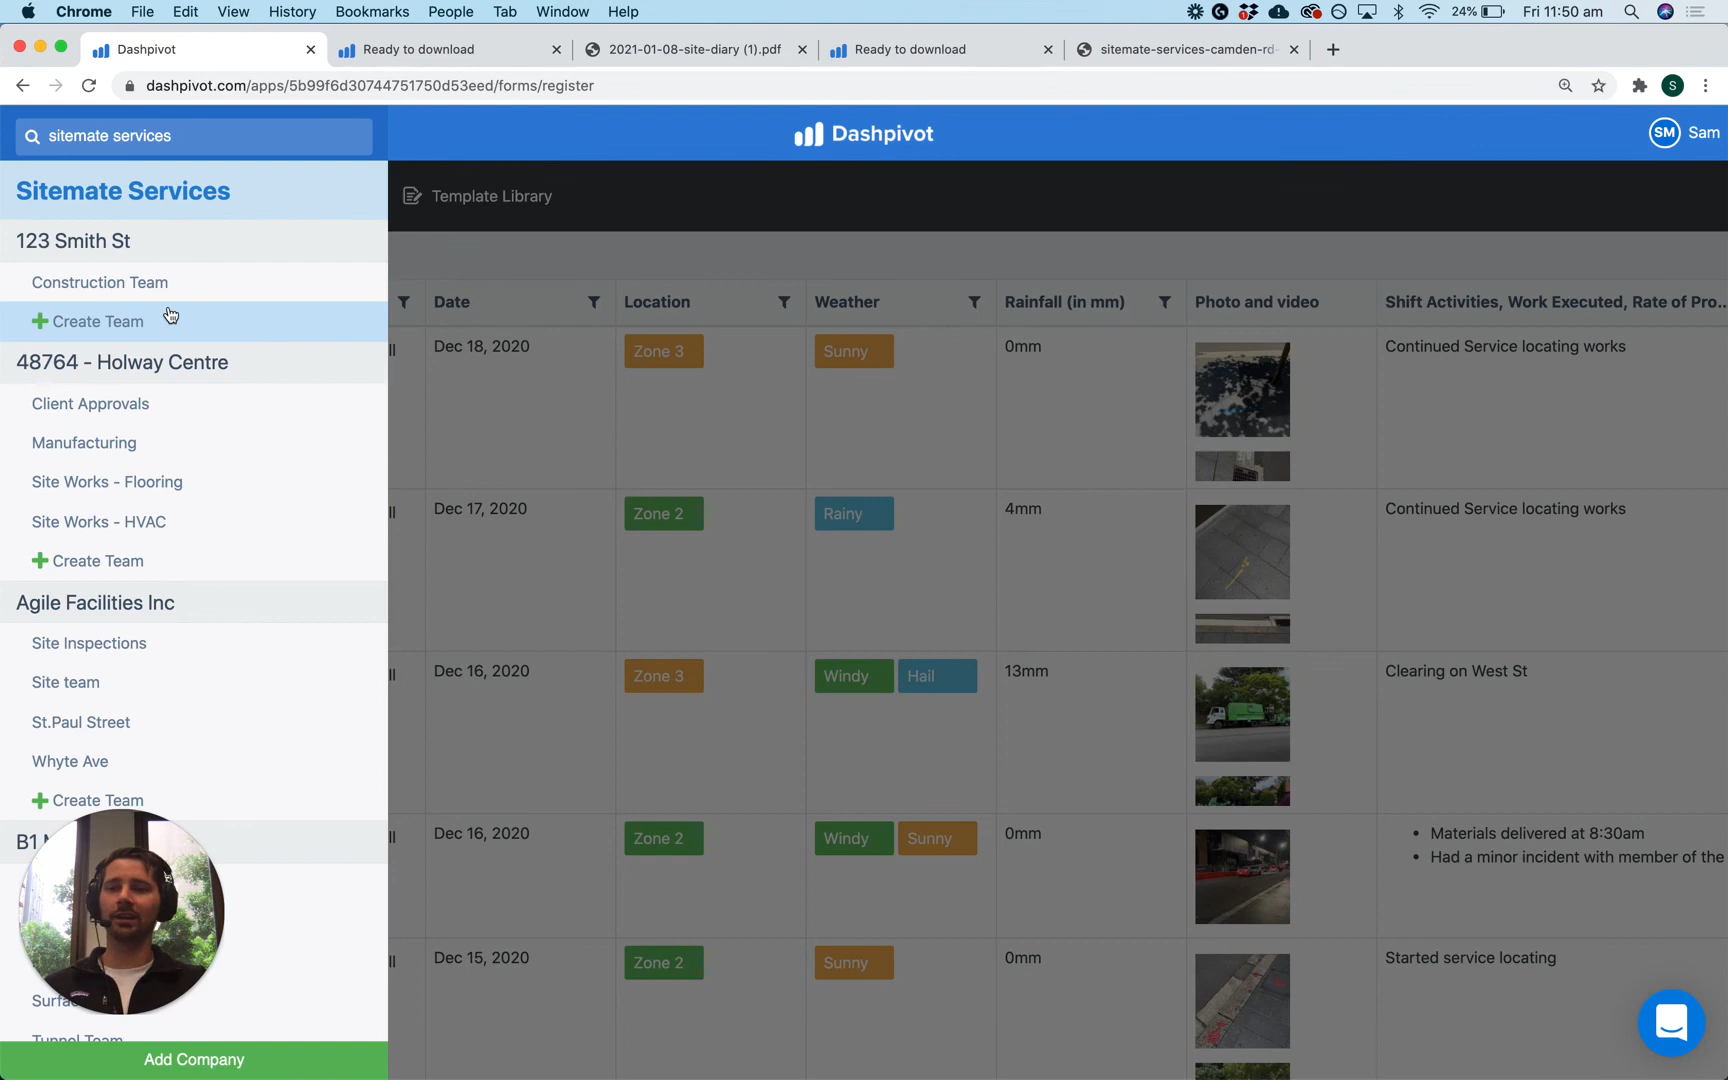 Chrome File Edit View History Bookmarks People Tab Window Help 24% Fri 11:50 am
Dashpivot Ready to download 2021-01-08-site-diary (1).pdf Ready to download sitemate-services-camden-rd-
dashpivot.com/apps/5b99f6d30744751750d53eed/forms/register S
sitemate services Dashpivot SM Sam
Sitemate Services Template Library
123 Smith St
Construction Team
Create Team
48764 - Holway Centre
Client Approvals
Manufacturing
Site Works - Flooring
Site Works - HVAC
Create Team
Agile Facilities Inc
Site Inspections
Site team
St.Paul Street
Whyte Ave
Create Team
B1
Tunnel Team
Add Company
Date Location Weather Rainfall (in mm) Photo and video Shift Activities, Work Executed, Rate of Pro...
ll Dec 18, 2020 Zone 3 Sunny 0mm Continued Service locating works
ll Dec 17, 2020 Zone 2 Rainy 4mm Continued Service locating works
ll Dec 16, 2020 Zone 3 Windy Hail 13mm Clearing on West St
ll Dec 16, 2020 Zone 2 Windy Sunny 0mm • Materials delivered at 8:30am
• Had a minor incident with member of the
ll Dec 15, 2020 Zone 2 Sunny 0mm Started service locating